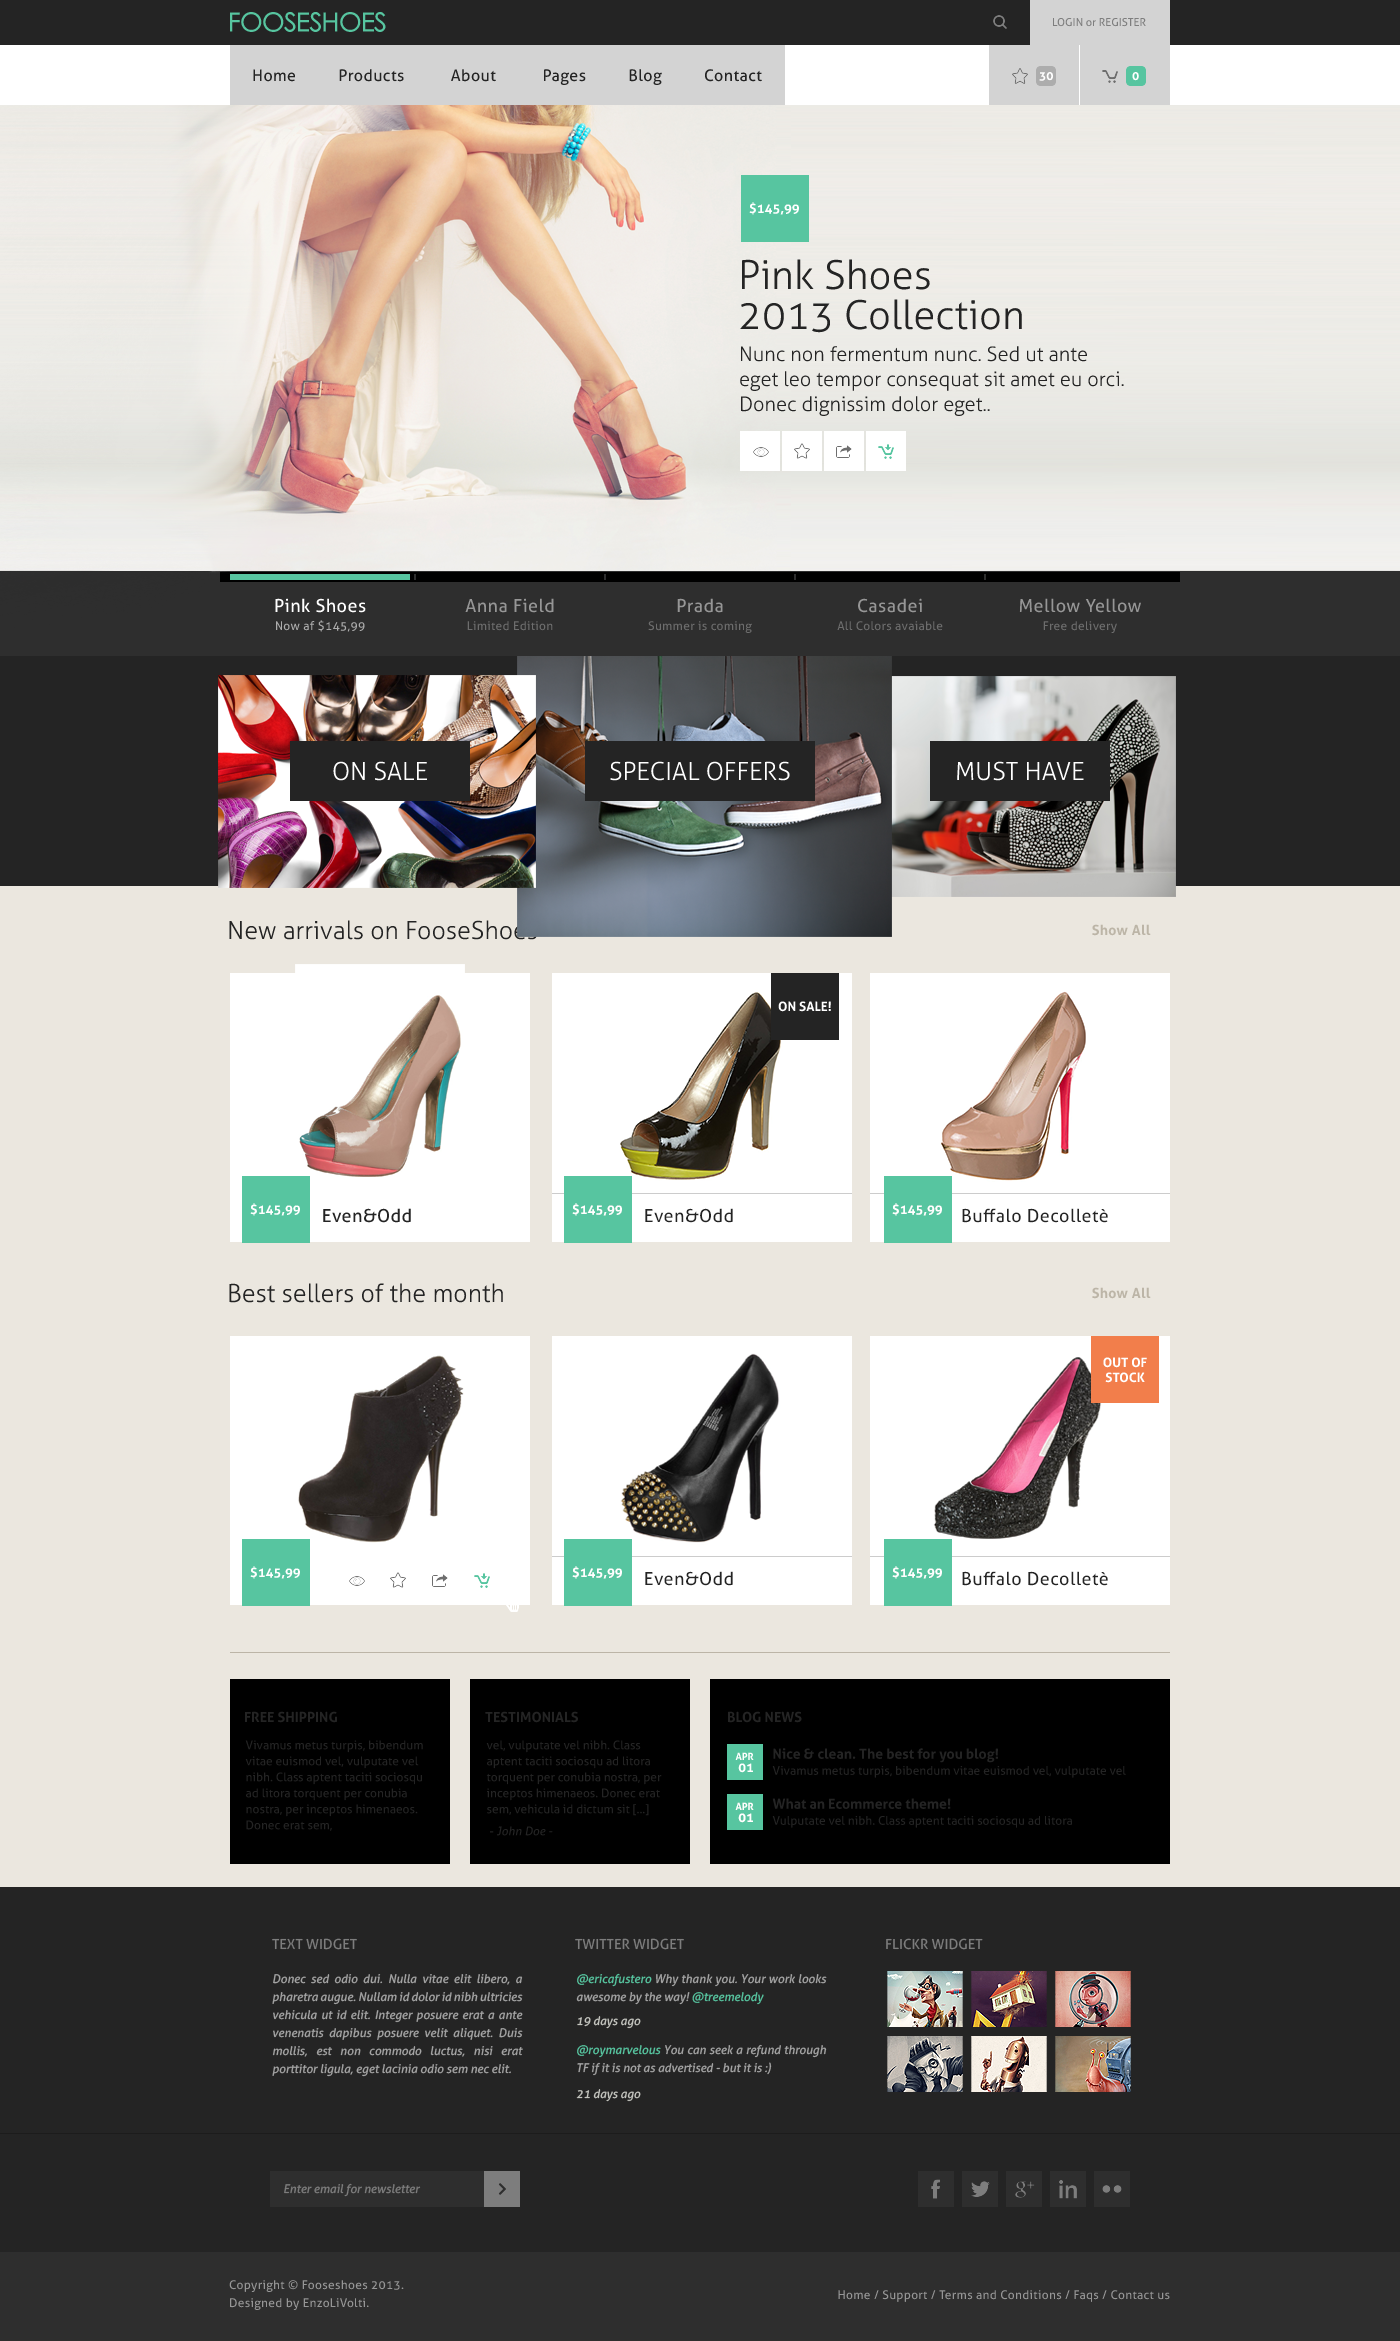 FOOSESHOES
LOGIN or REGISTER
Home Products About Pages Blog Contact
30 0
$145,99
Pink Shoes
2013 Collection
Nunc non fermentum nunc. Sed ut ante
eget leo tempor consequat sit amet eu orci.
Donec dignissim dolor eget..
Pink Shoes
Now af $145,99
Anna Field
Limited Edition
Prada
Summer is coming
Casadei
All Colors avaiable
Mellow Yellow
Free delivery
ON SALE
SPECIAL OFFERS
MUST HAVE
New arrivals on FooseShoes
Show All
ON SALE!
$145,99 Even&Odd
$145,99 Even&Odd
$145,99 Buffalo Decolletè
Best sellers of the month
Show All
OUT OF
STOCK
$145,99
$145,99 Even&Odd
$145,99 Buffalo Decolletè
FREE SHIPPING
Vivamus metus turpis, bibendum
vitae euismod vel, vulputate vel
nibh. Class aptent taciti sociosqu
ad litora torquent per conubia
nostra, per inceptos himenaeos.
Donec erat sem,
TESTIMONIALS
vel, vulputate vel nibh. Class
aptent taciti sociosqu ad litora
torquent per conubia nostra, per
inceptos himenaeos. Donec erat
sem, vehicula id dictum sit [...]
- John Doe -
BLOG NEWS
APR
01
Nice & clean. The best for you blog!
Vivamus metus turpis, bibendum vitae euismod vel, vulputate vel
APR
01
What an Ecommerce theme!
Vulputate vel nibh. Class aptent taciti sociosqu ad litora
TEXT WIDGET
Donec sed odio dui. Nulla vitae elit libero, a
pharetra augue. Nullam id dolor id nibh ultricies
vehicula ut id elit. Integer posuere erat a ante
venenatis dapibus posuere velit aliquet. Duis
mollis, est non commodo luctus, nisi erat
porttitor ligula, eget lacinia odio sem nec elit.
TWITTER WIDGET
@ericafustero Why thank you. Your work looks
awesome by the way! @treemelody
19 days ago
@roymarvelous You can seek a refund through
TF if it is not as advertised - but it is :)
21 days ago
FLICKR WIDGET
Enter email for newsletter
Copyright © Fooseshoes 2013.
Designed by EnzoLiVolti.
Home / Support / Terms and Conditions / Faqs / Contact us